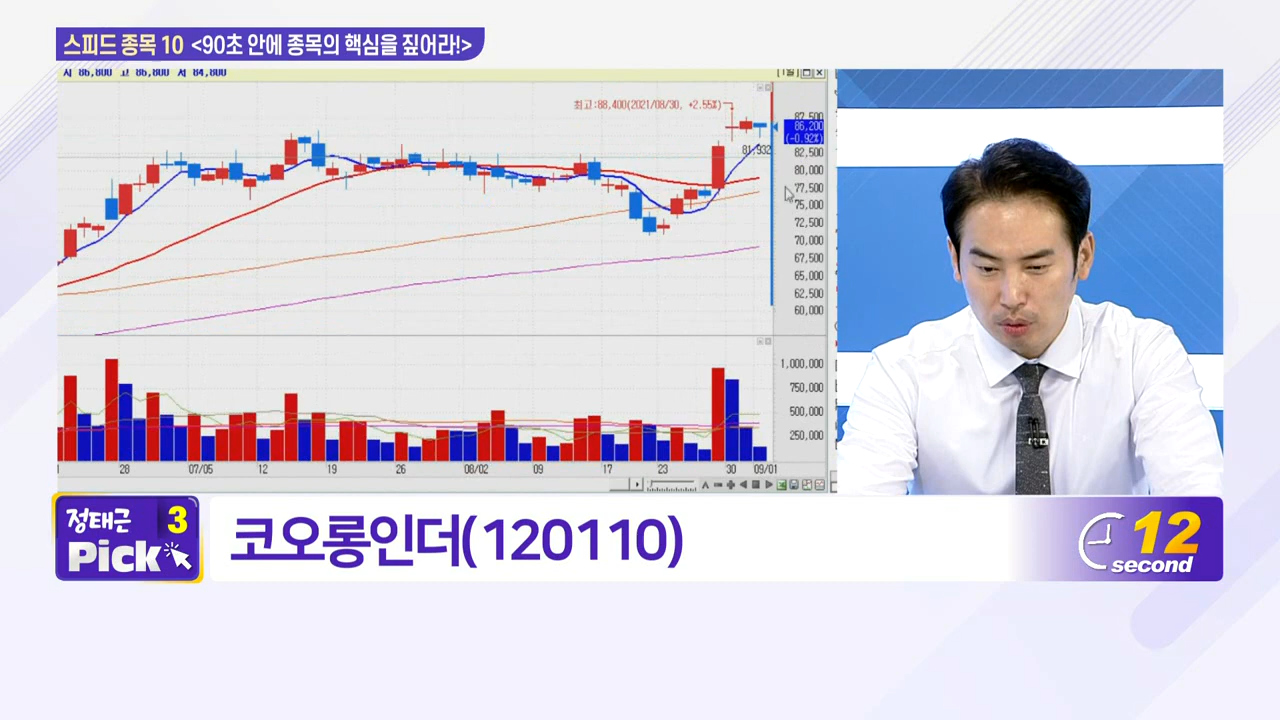 스피드 종목 10 <90초 안에 종목의 핵심을 짚어라!>
시 86,800 고 86,800 저 84,800
[1월]
최고:88,400(2021/08/30, +2.55%)
87,500
86,200
(-0.92%)
81,932
82,500
80,000
77,500
75,000
72,500
70,000
67,500
65,000
62,500
60,000
1,000,000
750,000
500,000
250,000
28 07/05 12 19 26 08/02 09 17 23 30 09/01
정태근 3
Pick
코오롱인더(120110)
12
second